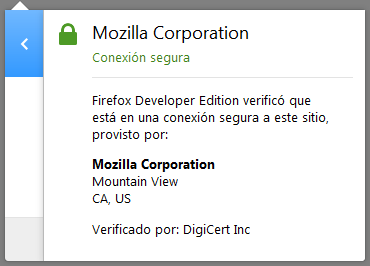 Mozilla Corporation
Conexión segura
Firefox Developer Edition verificó que
está en una conexión segura a este sitio,
provisto por:
Mozilla Corporation
Mountain View
CA, US
Verificado por: DigiCert Inc